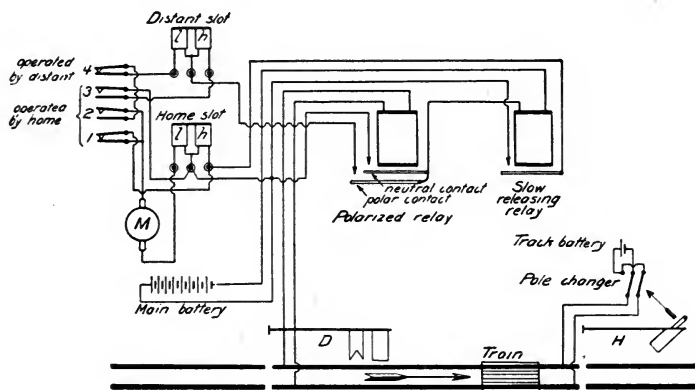 Distant slot
l h
operated
by distant
4
3
operated
by home
2
1
Home slot
l h
M
neutral contact
polar contact
Polarized relay
Slow
releasing
relay
Main battery
Track battery
Pole changer
D
H
Train